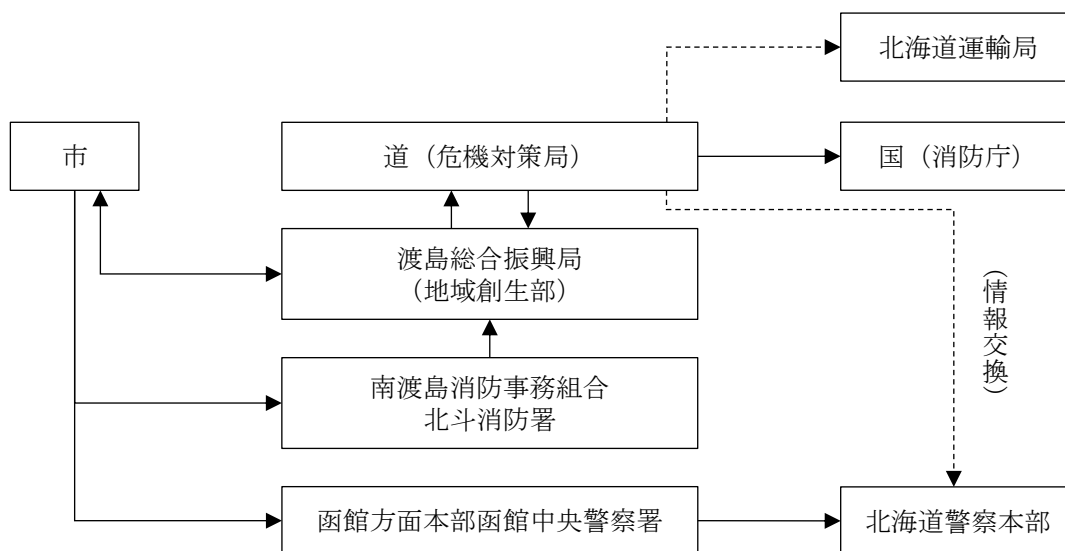 北海道運輸局
市
道（危機対策局）
国（消防庁）
渡島総合振興局
（地域創生部）
（情報交換）
南渡島消防事務組合
北斗消防署
函館方面本部函館中央警察署
北海道警察本部